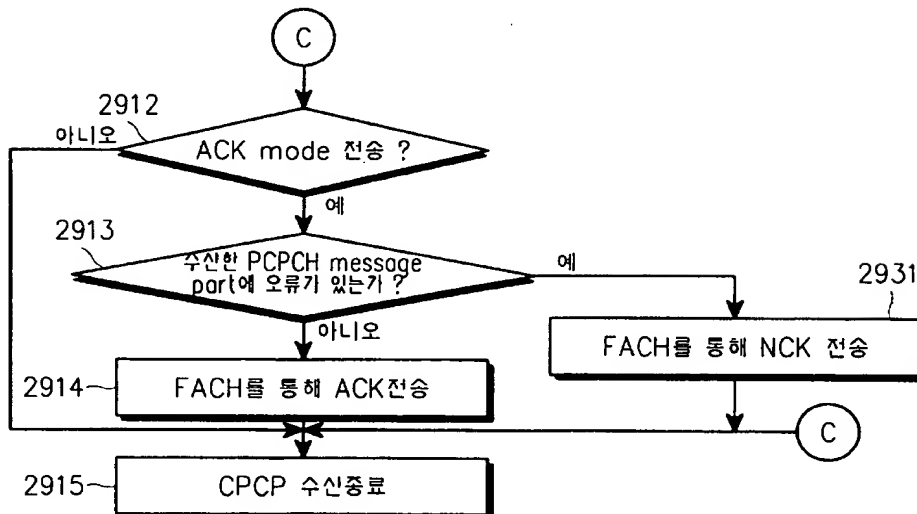 C
2912
아니오
ACK mode 전송 ?
예
2913
수산한 PCPCH message
part에 오류가 있는가 ?
예
2931
아니오
FACH를 통해 NCK 전송
2914
FACH를 통해 ACK전송
C
2915
CPCP 수산종료